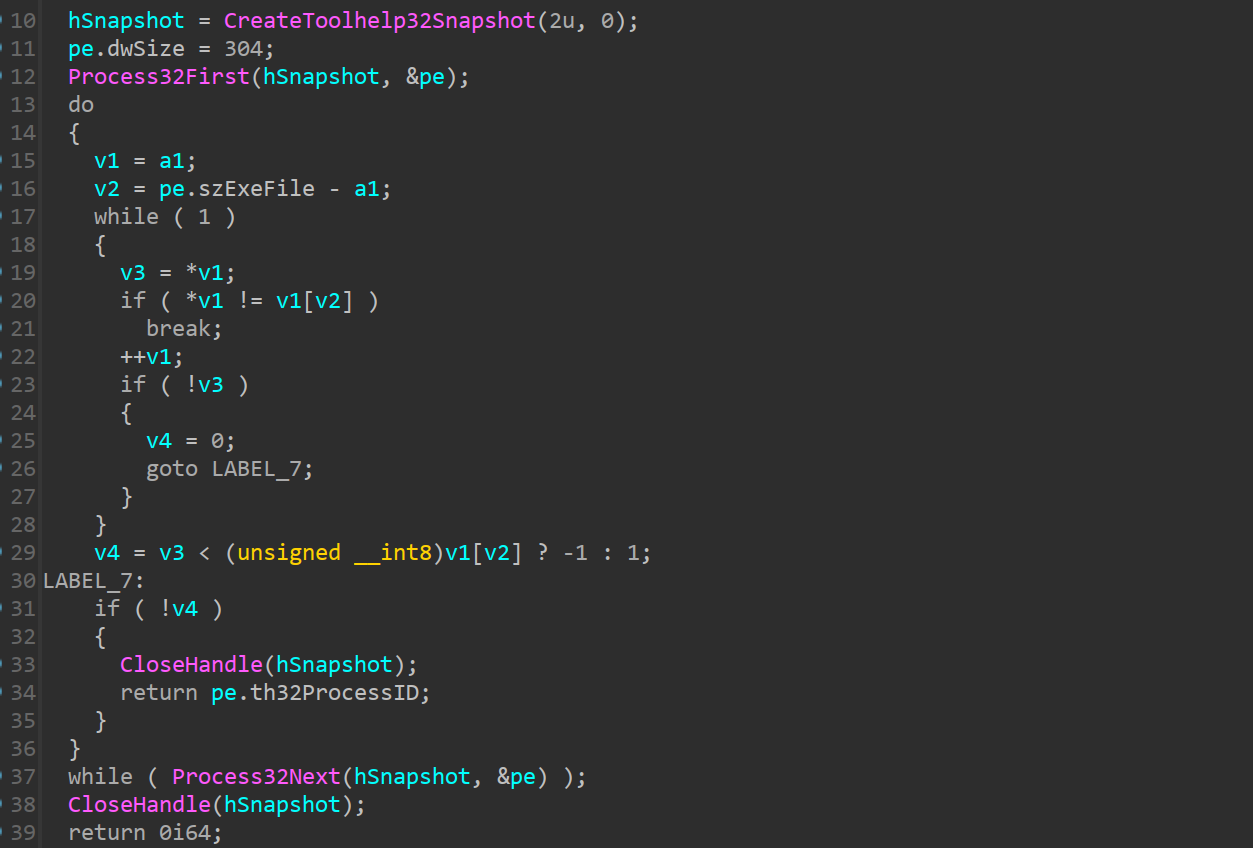 10 hSnapshot = CreateToolhelp32Snapshot(2u, 0);
11 pe.dwSize = 304;
12 Process32First(hSnapshot, &pe);
13 do
14 {
15 v1 = a1;
16 v2 = pe.szExeFile - a1;
17 while ( 1 )
18 {
19 v3 = *v1;
20 if ( *v1 != v1[v2] )
21 break;
22 ++v1;
23 if ( !v3 )
24 {
25 v4 = 0;
26 goto LABEL_7;
27 }
28 }
29 v4 = v3 < (unsigned __int8)v1[v2] ? -1 : 1;
30 LABEL_7:
31 if ( !v4 )
32 {
33 CloseHandle(hSnapshot);
34 return pe.th32ProcessID;
35 }
36 }
37 while ( Process32Next(hSnapshot, &pe) );
38 CloseHandle(hSnapshot);
39 return 0i64;